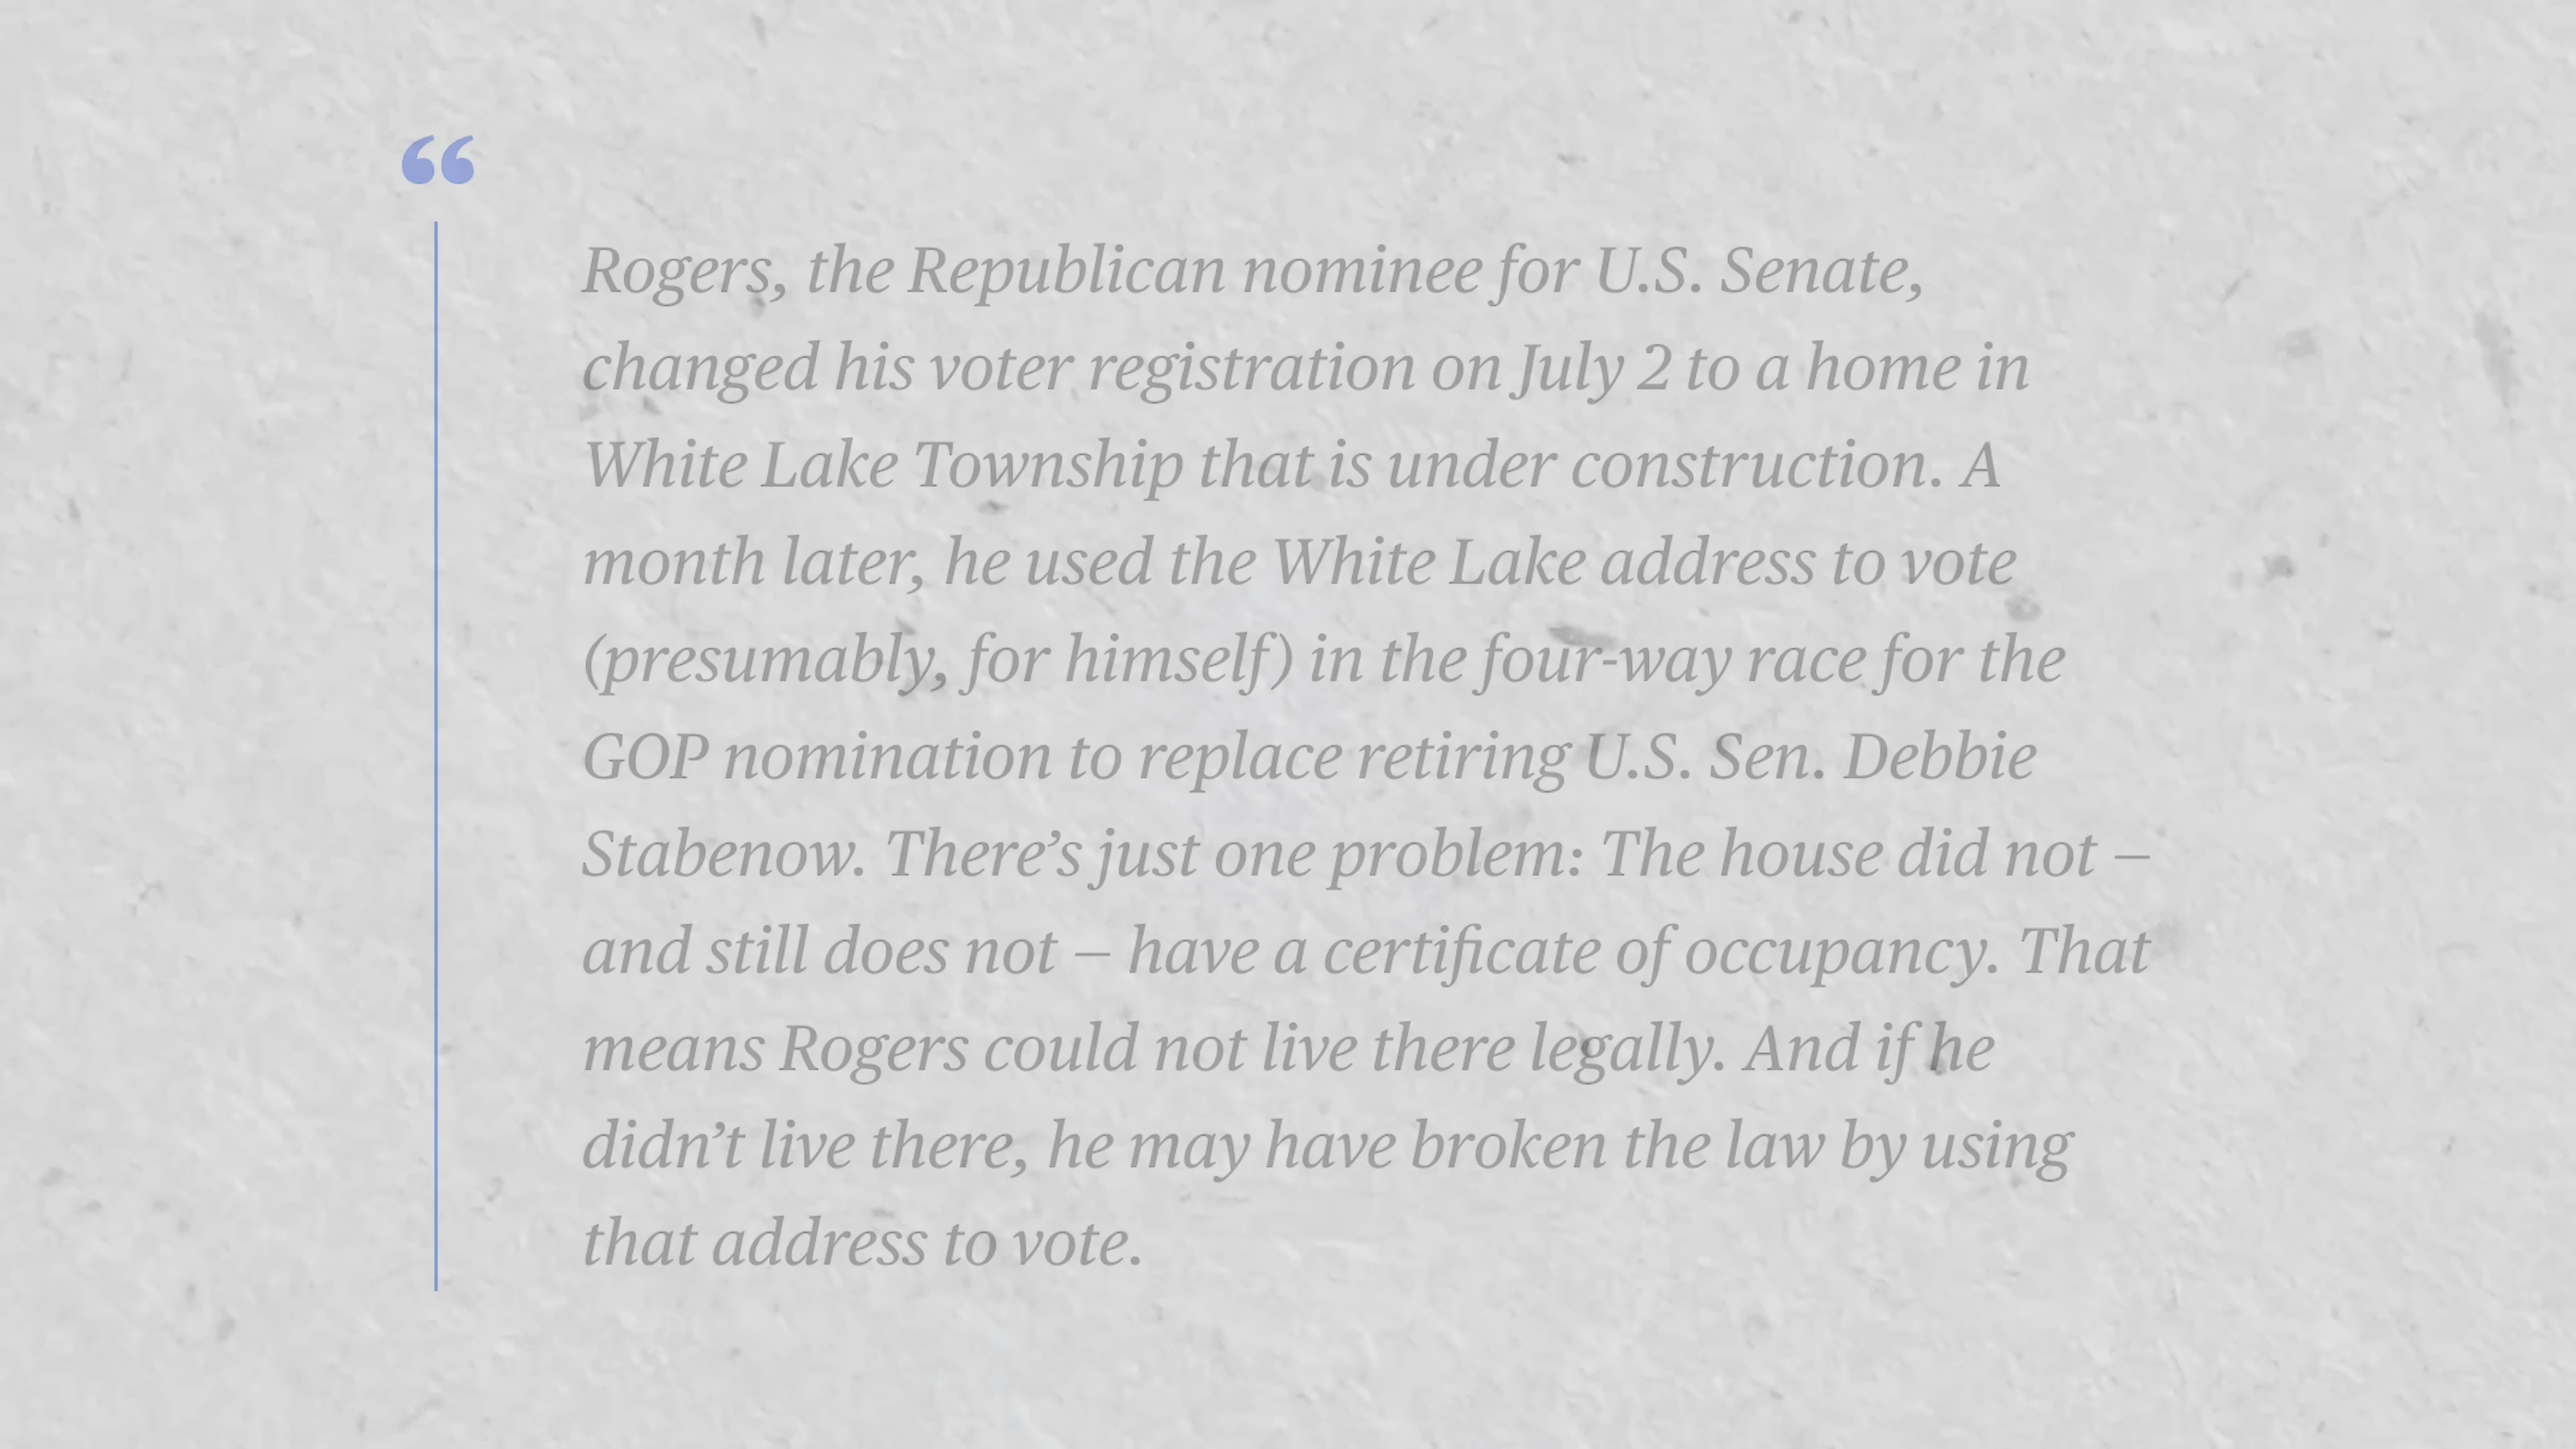 “
Rogers, the Republican nominee for U.S. Senate,
changed his voter registration on July 2 to a home in
White Lake Township that is under construction. A
month later, he used the White Lake address to vote
(presumably, for himself) in the four-way race for the
GOP nomination to replace retiring U.S. Sen. Debbie
Stabenow. There’s just one problem: The house did not –
and still does not – have a certificate of occupancy. That
means Rogers could not live there legally. And if he
didn’t live there, he may have broken the law by using
that address to vote.